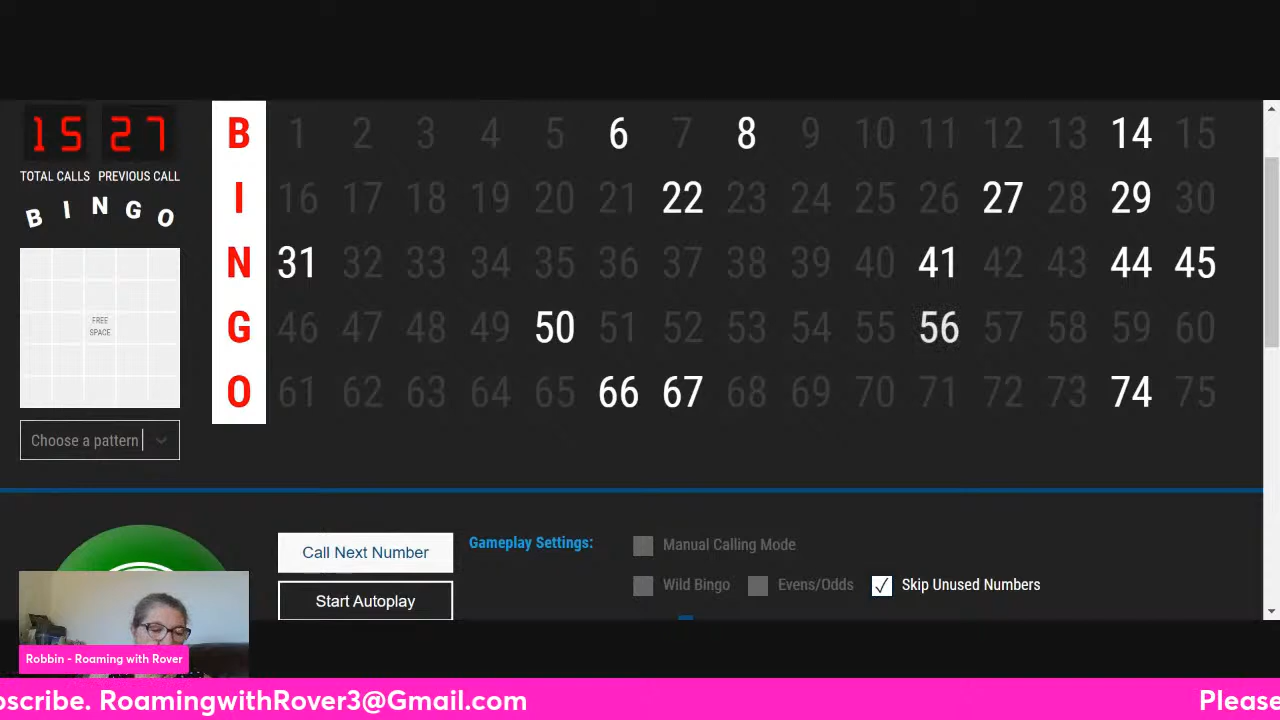 15 27
TOTAL CALLS PREVIOUS CALL
B I N G O
FREE
SPACE
Choose a pattern
B 1 2 3 4 5 6 7 8 9 10 11 12 13 14 15
I 16 17 18 19 20 21 22 23 24 25 26 27 28 29 30
N 31 32 33 34 35 36 37 38 39 40 41 42 43 44 45
G 46 47 48 49 50 51 52 53 54 55 56 57 58 59 60
O 61 62 63 64 65 66 67 68 69 70 71 72 73 74 75
Call Next Number
Start Autoplay
Gameplay Settings:
Manual Calling Mode
Wild Bingo Evens/Odds Skip Unused Numbers
Robbin - Roaming with Rover
scribe. RoamingwithRover3@Gmail.com Please